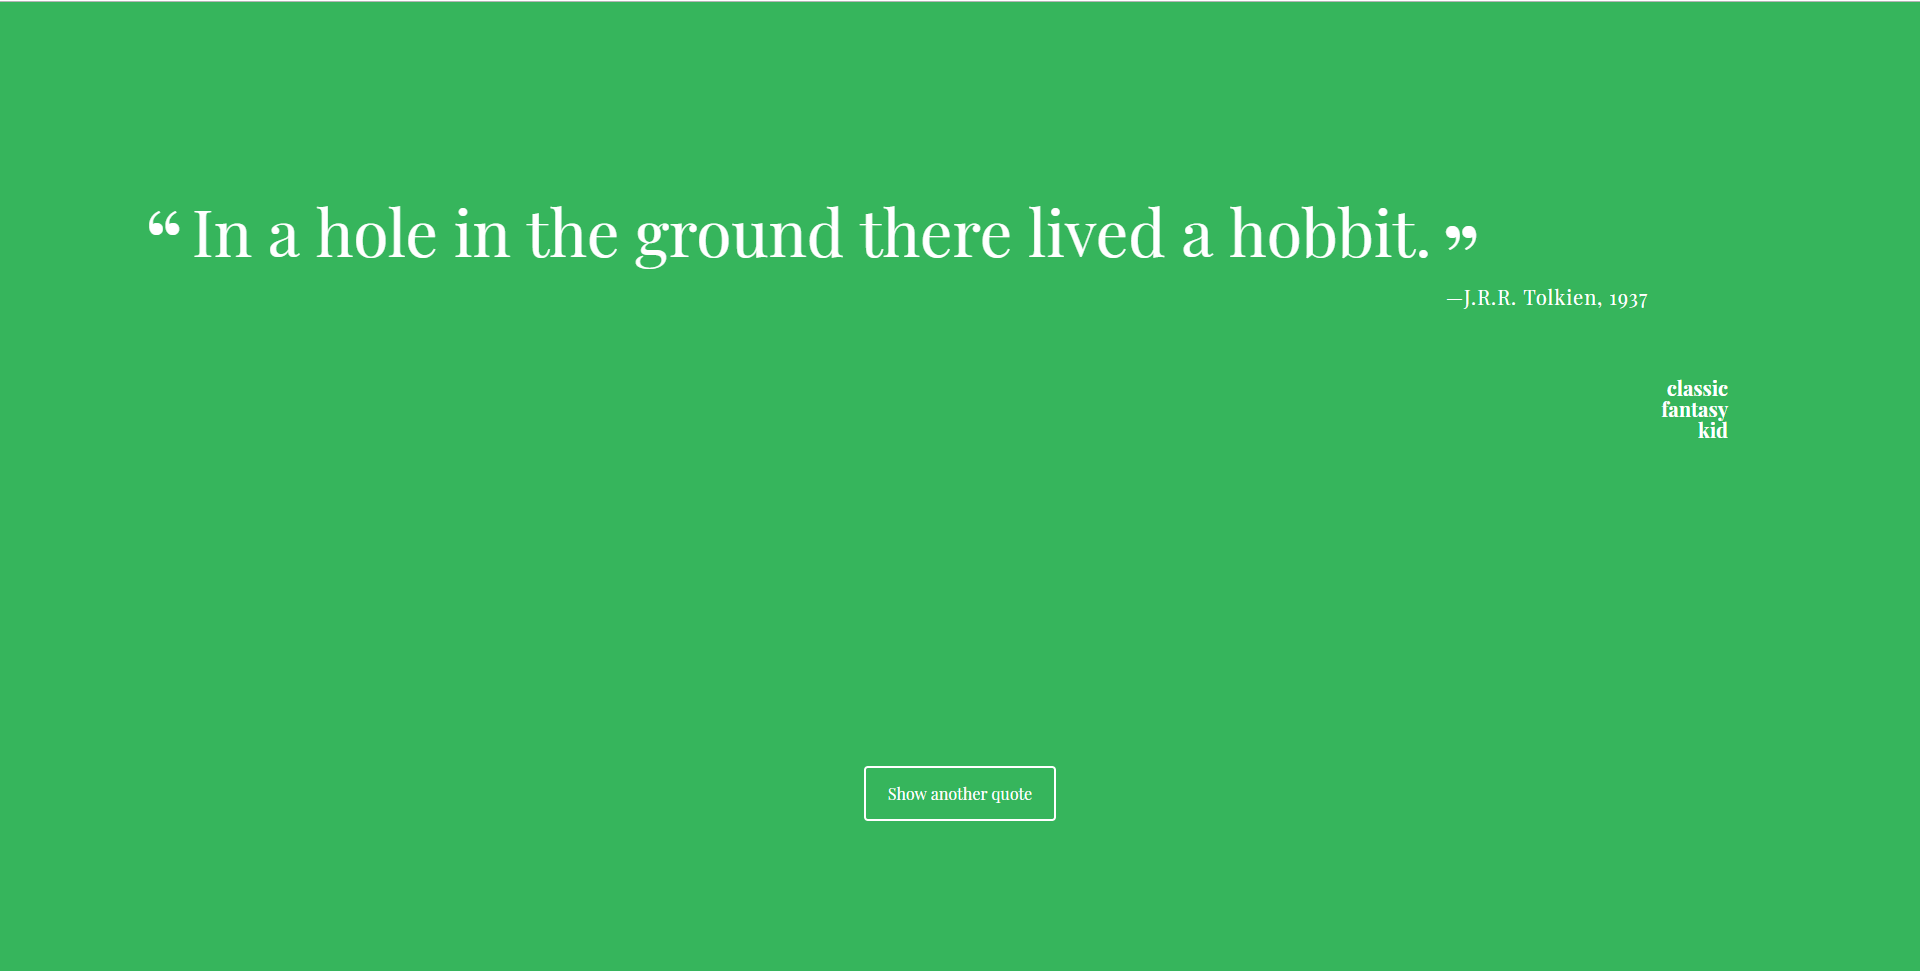 “ In a hole in the ground there lived a hobbit. ”
—J.R.R. Tolkien, 1937
classic
fantasy
kid
Show another quote